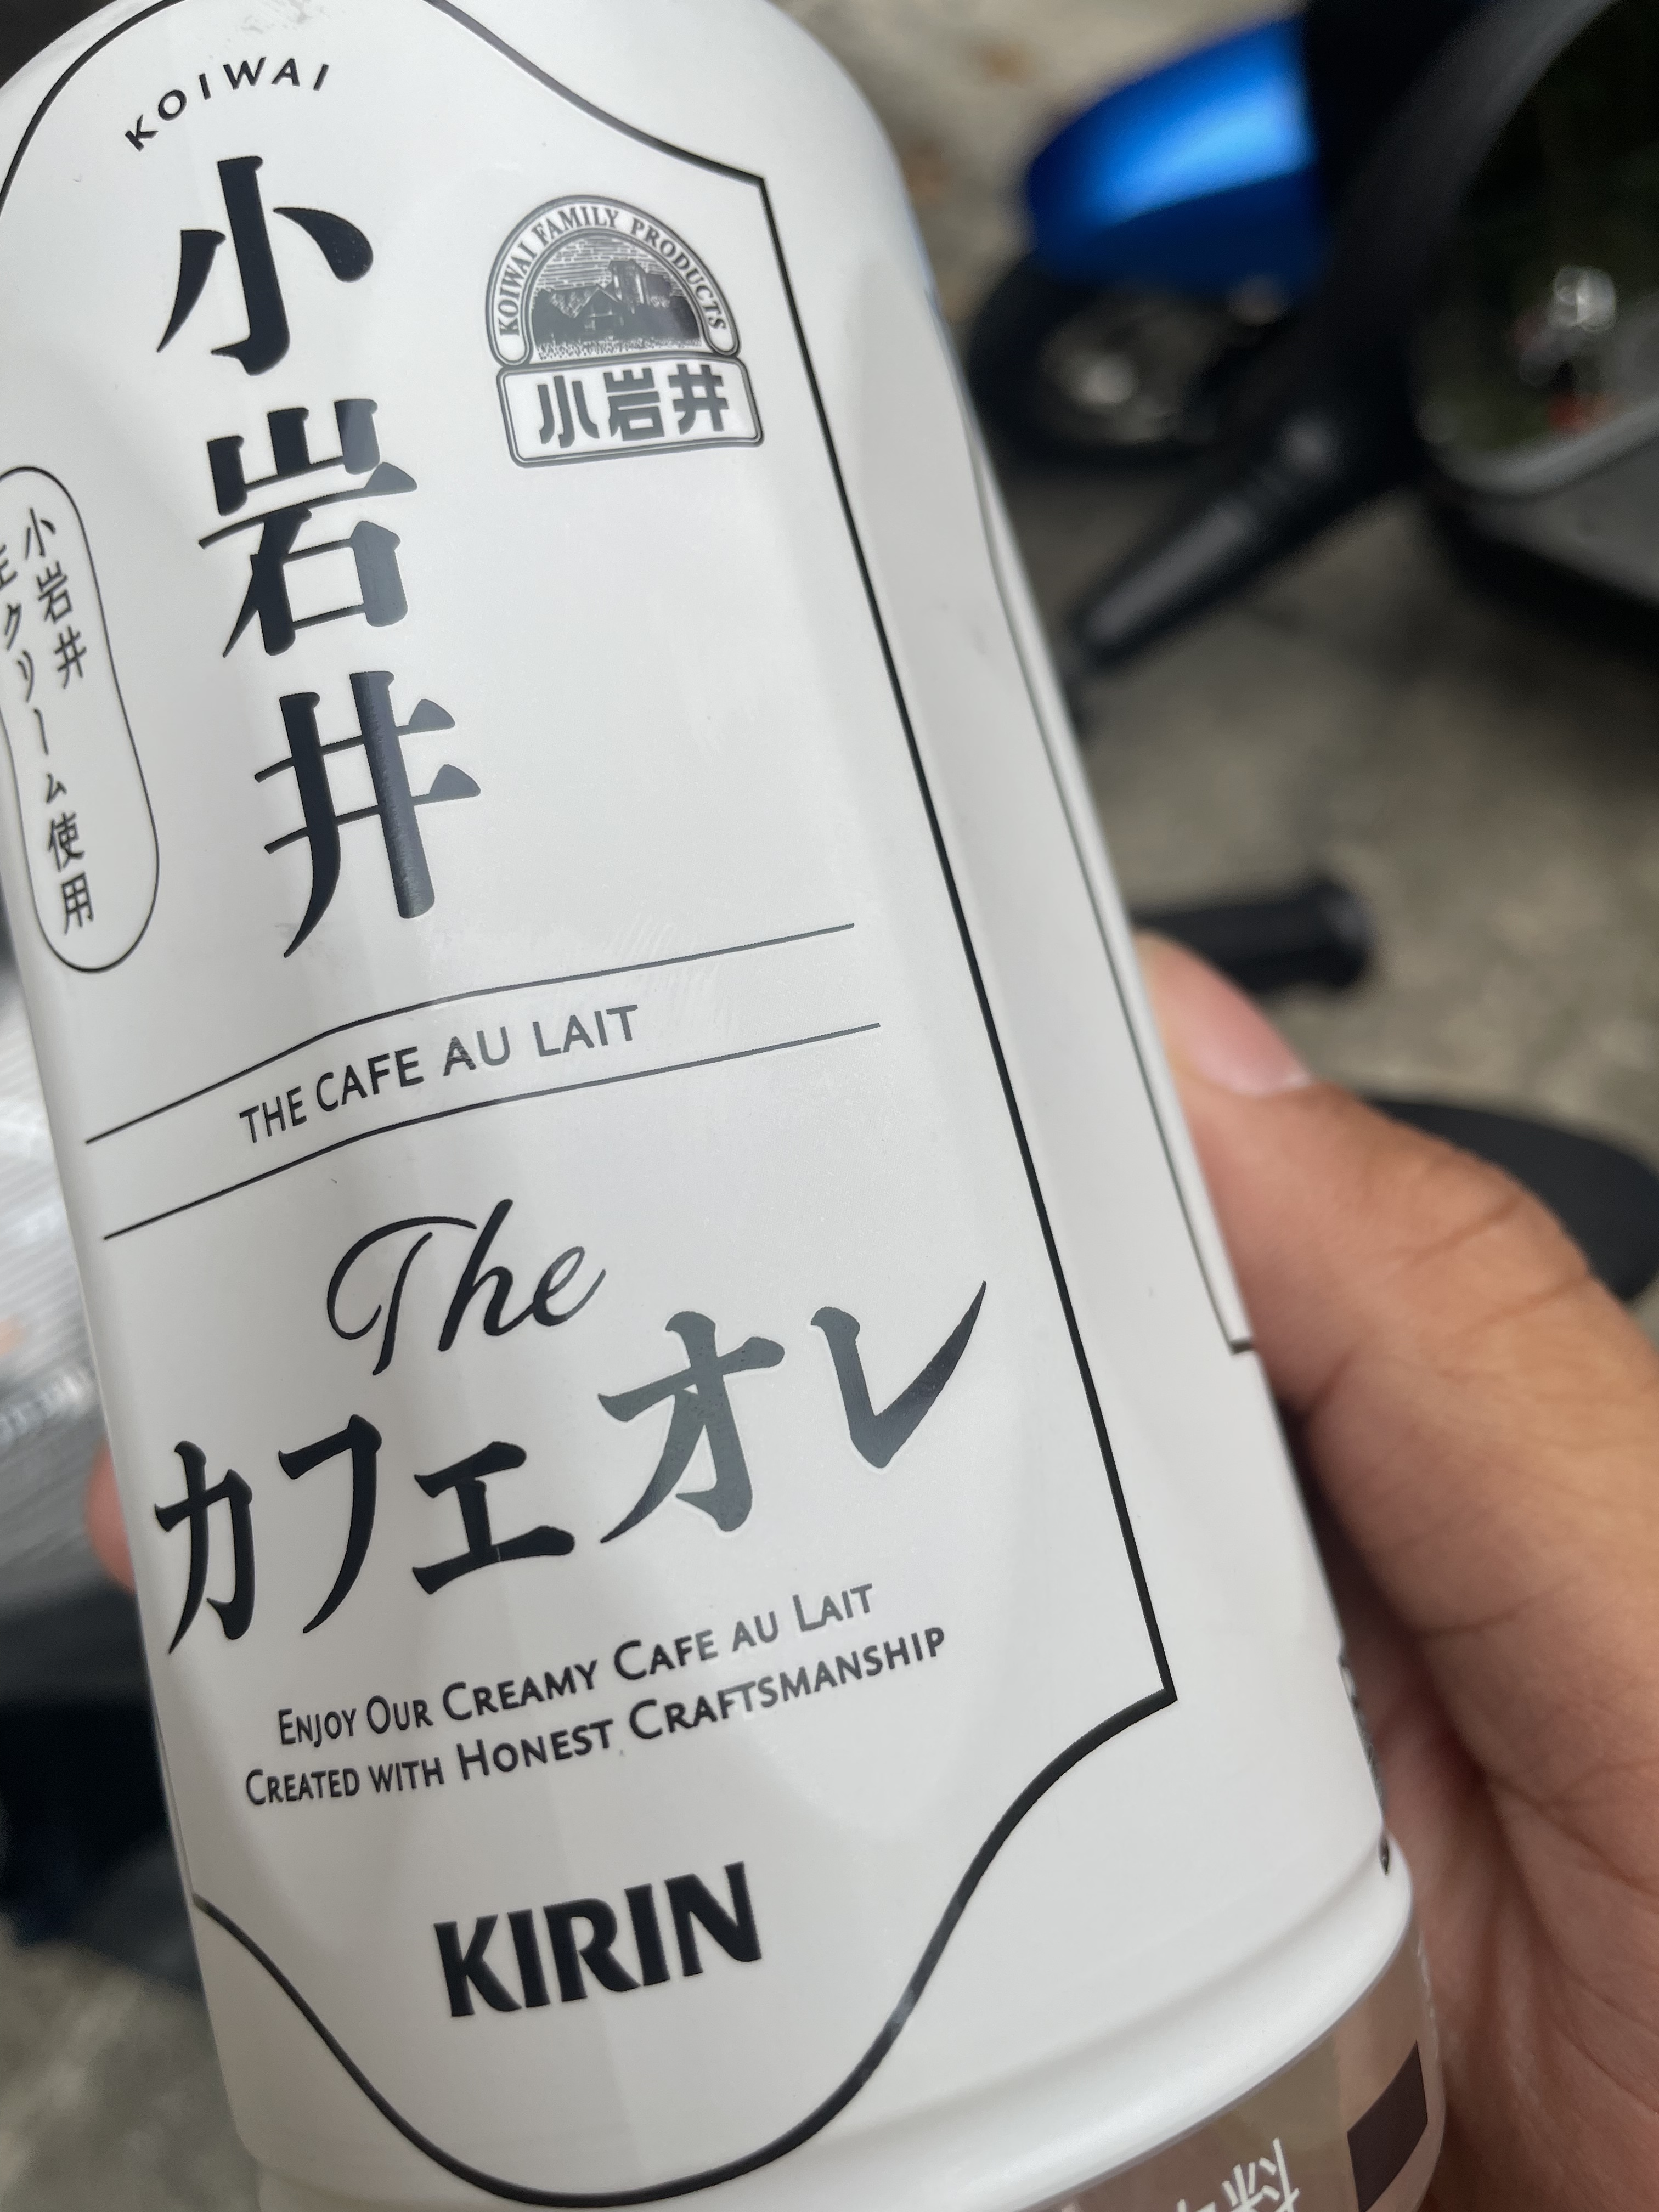 KOIWAI
小岩井
KOIWAI FAMILY PRODUCTS
小岩井
小岩井
生クリーム使用
THE CAFE AU LAIT
The
カフェオレ
ENJOY OUR CREAMY CAFE AU LAIT
CREATED WITH HONEST CRAFTSMANSHIP
KIRIN
料